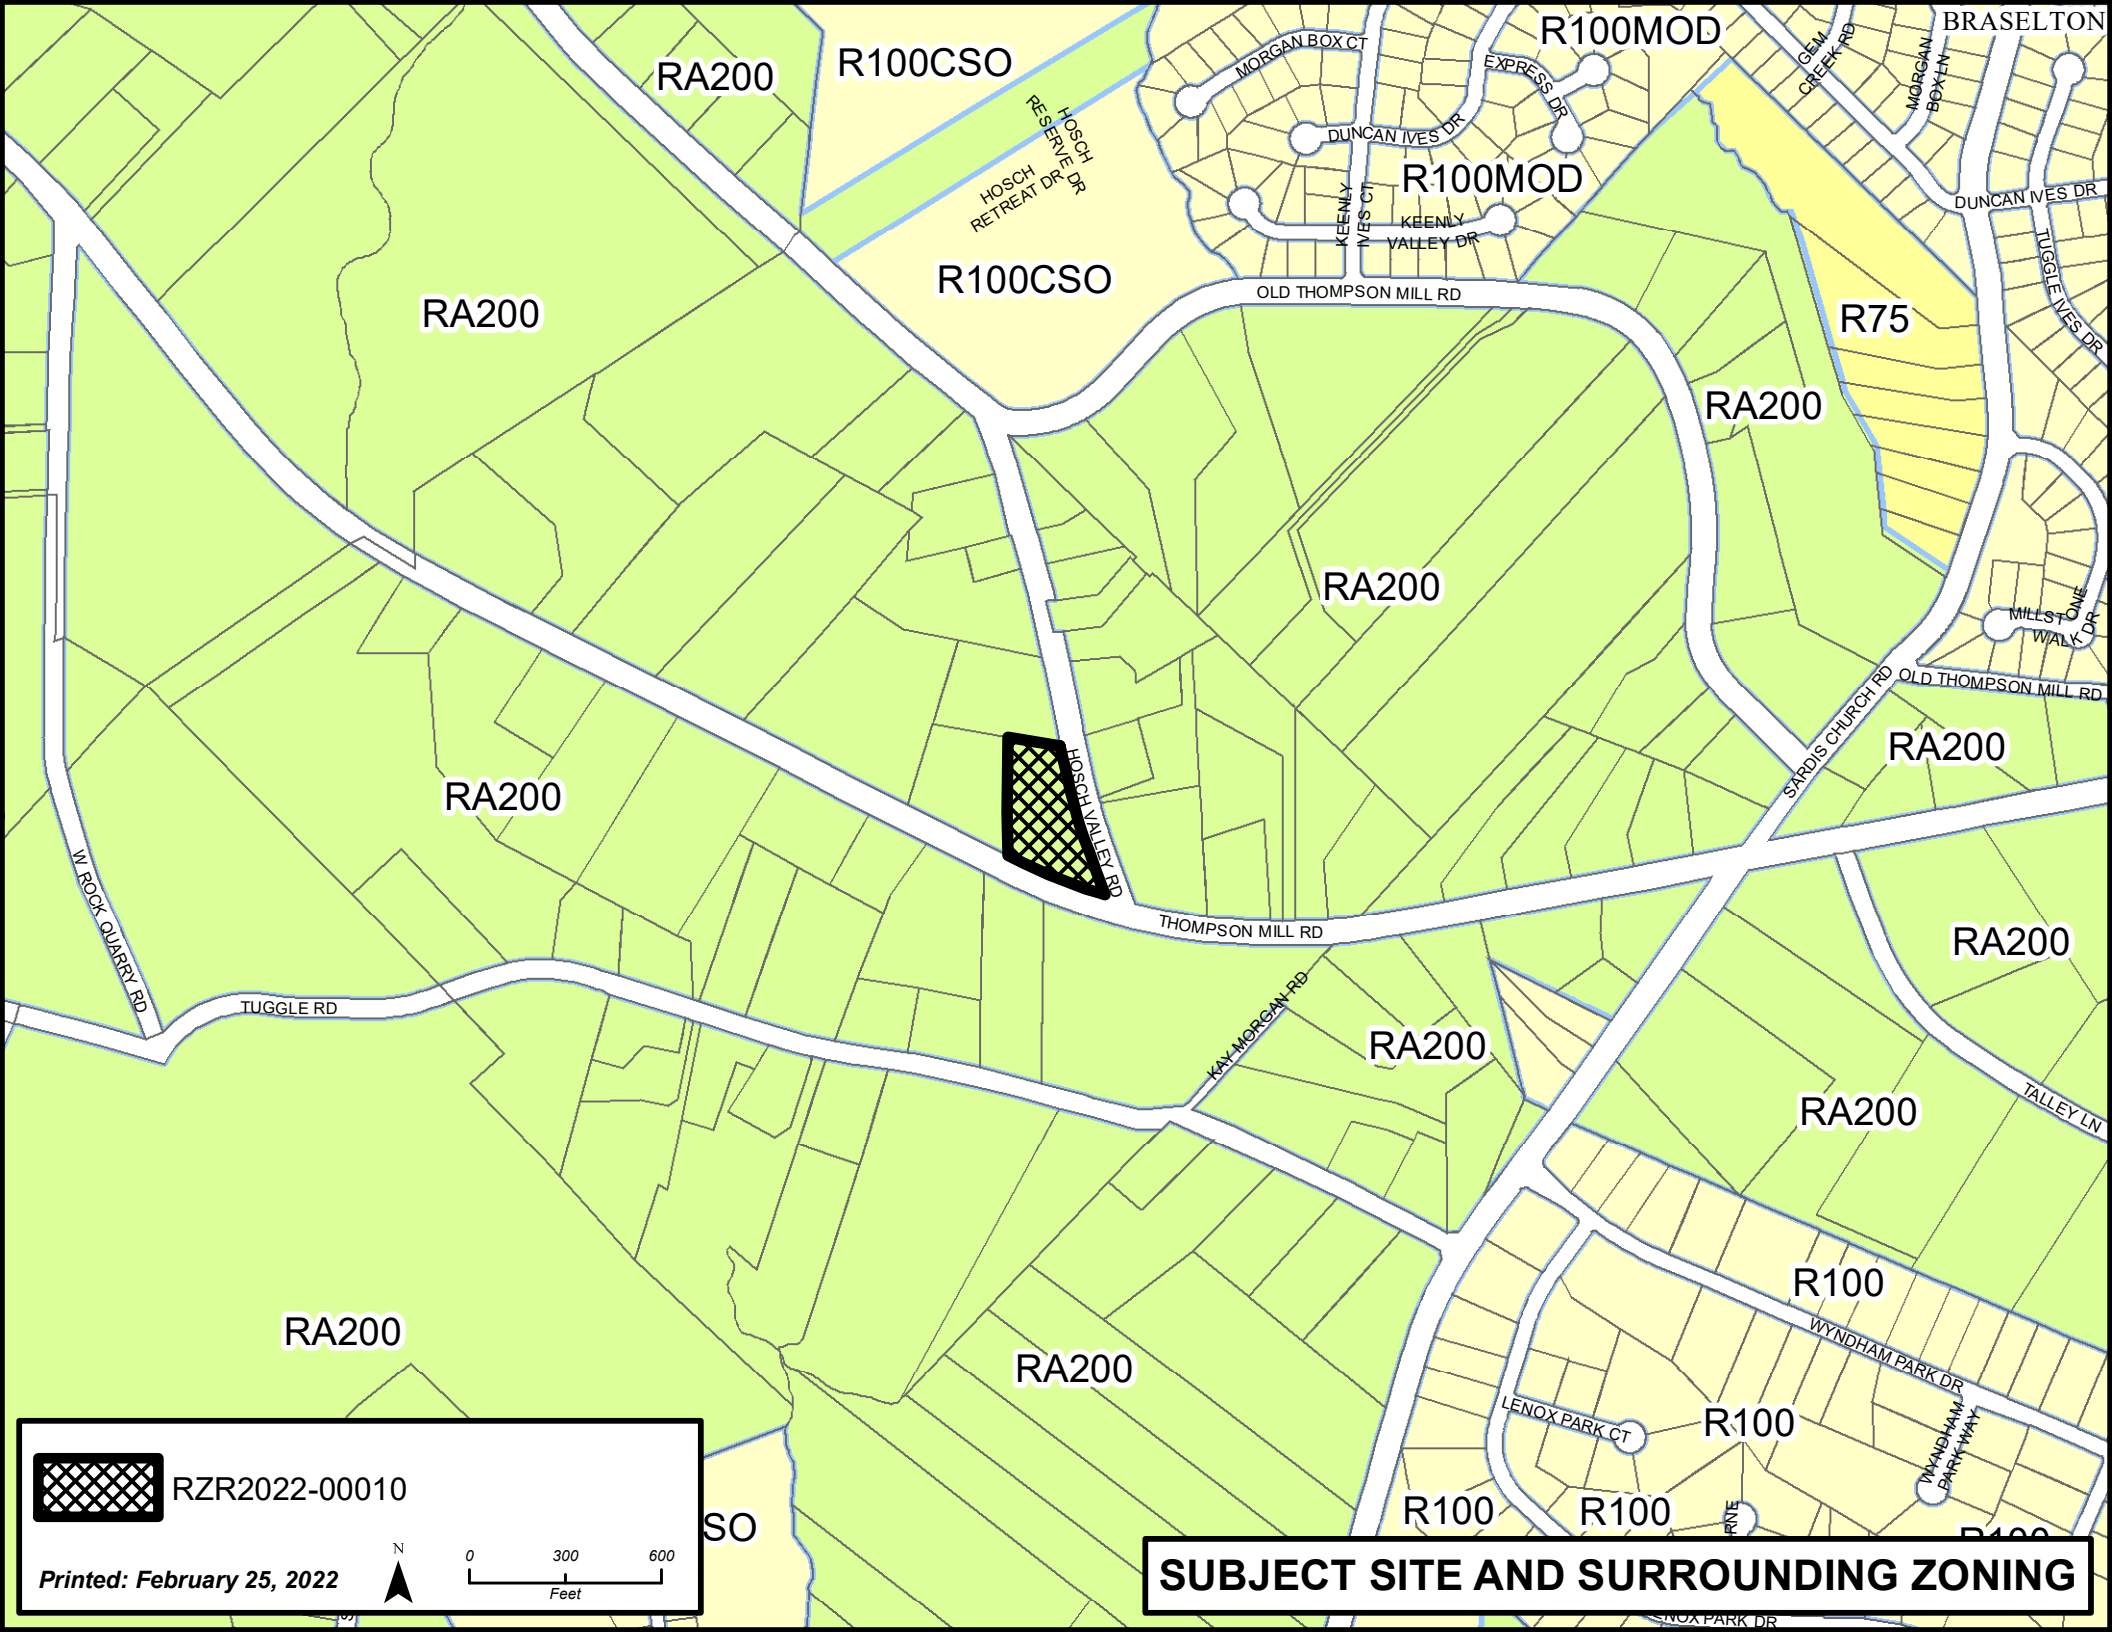 BRASELTON
R100MOD
R100CSO
RA200
MORGAN BOX CT
EXPRESS DR
GEM
CREEK RD
MORGAN
BOX LN
HOSCH
RESERVE DR
DUNCAN IVES DR
HOSCH
RETREAT DR
R100MOD
KEENLY
IVES CT
KEENLY
VALLEY DR
DUNCAN IVES DR
TUGGLE IVES DR
R100CSO
OLD THOMPSON MILL RD
RA200
R75
RA200
RA200
MILLSTONE
WALK DR
OLD THOMPSON MILL RD
SARDIS CHURCH RD
RA200
RA200
HOSCH VALLEY RD
W ROCK QUARRY RD
THOMPSON MILL RD
RA200
TUGGLE RD
KAY MORGAN RD
RA200
RA200
TALLEY LN
R100
RA200
RA200
WYNDHAM PARK DR
LENOX PARK CT
R100
WYNDHAM
PARK WAY
R100
R100
RNE
R100
SO
RZR2022-00010
N
0 300 600
Feet
Printed: February 25, 2022
SUBJECT SITE AND SURROUNDING ZONING
ENOX PARK DR